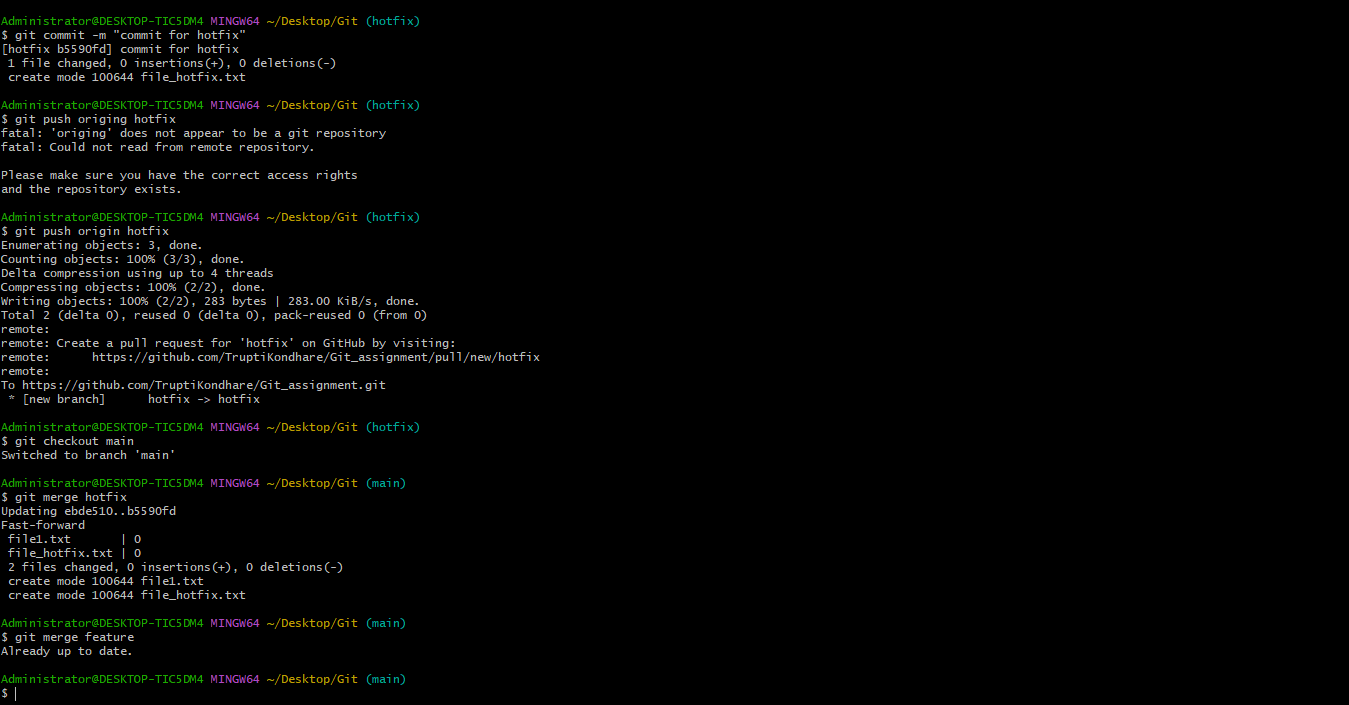 Administrator@DESKTOP-TIC5DM4 MINGW64 ~/Desktop/Git (hotfix)
$ git commit -m "commit for hotfix"
[hotfix b5590fd] commit for hotfix
 1 file changed, 0 insertions(+), 0 deletions(-)
 create mode 100644 file_hotfix.txt

Administrator@DESKTOP-TIC5DM4 MINGW64 ~/Desktop/Git (hotfix)
$ git push origing hotfix
fatal: 'origing' does not appear to be a git repository
fatal: Could not read from remote repository.

Please make sure you have the correct access rights
and the repository exists.

Administrator@DESKTOP-TIC5DM4 MINGW64 ~/Desktop/Git (hotfix)
$ git push origin hotfix
Enumerating objects: 3, done.
Counting objects: 100% (3/3), done.
Delta compression using up to 4 threads
Compressing objects: 100% (2/2), done.
Writing objects: 100% (2/2), 283 bytes | 283.00 KiB/s, done.
Total 2 (delta 0), reused 0 (delta 0), pack-reused 0 (from 0)
remote:
remote: Create a pull request for 'hotfix' on GitHub by visiting:
remote:      https://github.com/TruptiKondhare/Git_assignment/pull/new/hotfix
remote:
To https://github.com/TruptiKondhare/Git_assignment.git
 * [new branch]      hotfix -> hotfix

Administrator@DESKTOP-TIC5DM4 MINGW64 ~/Desktop/Git (hotfix)
$ git checkout main
Switched to branch 'main'

Administrator@DESKTOP-TIC5DM4 MINGW64 ~/Desktop/Git (main)
$ git merge hotfix
Updating ebde510..b5590fd
Fast-forward
 file1.txt       | 0
 file_hotfix.txt | 0
 2 files changed, 0 insertions(+), 0 deletions(-)
 create mode 100644 file1.txt
 create mode 100644 file_hotfix.txt

Administrator@DESKTOP-TIC5DM4 MINGW64 ~/Desktop/Git (main)
$ git merge feature
Already up to date.

Administrator@DESKTOP-TIC5DM4 MINGW64 ~/Desktop/Git (main)
$